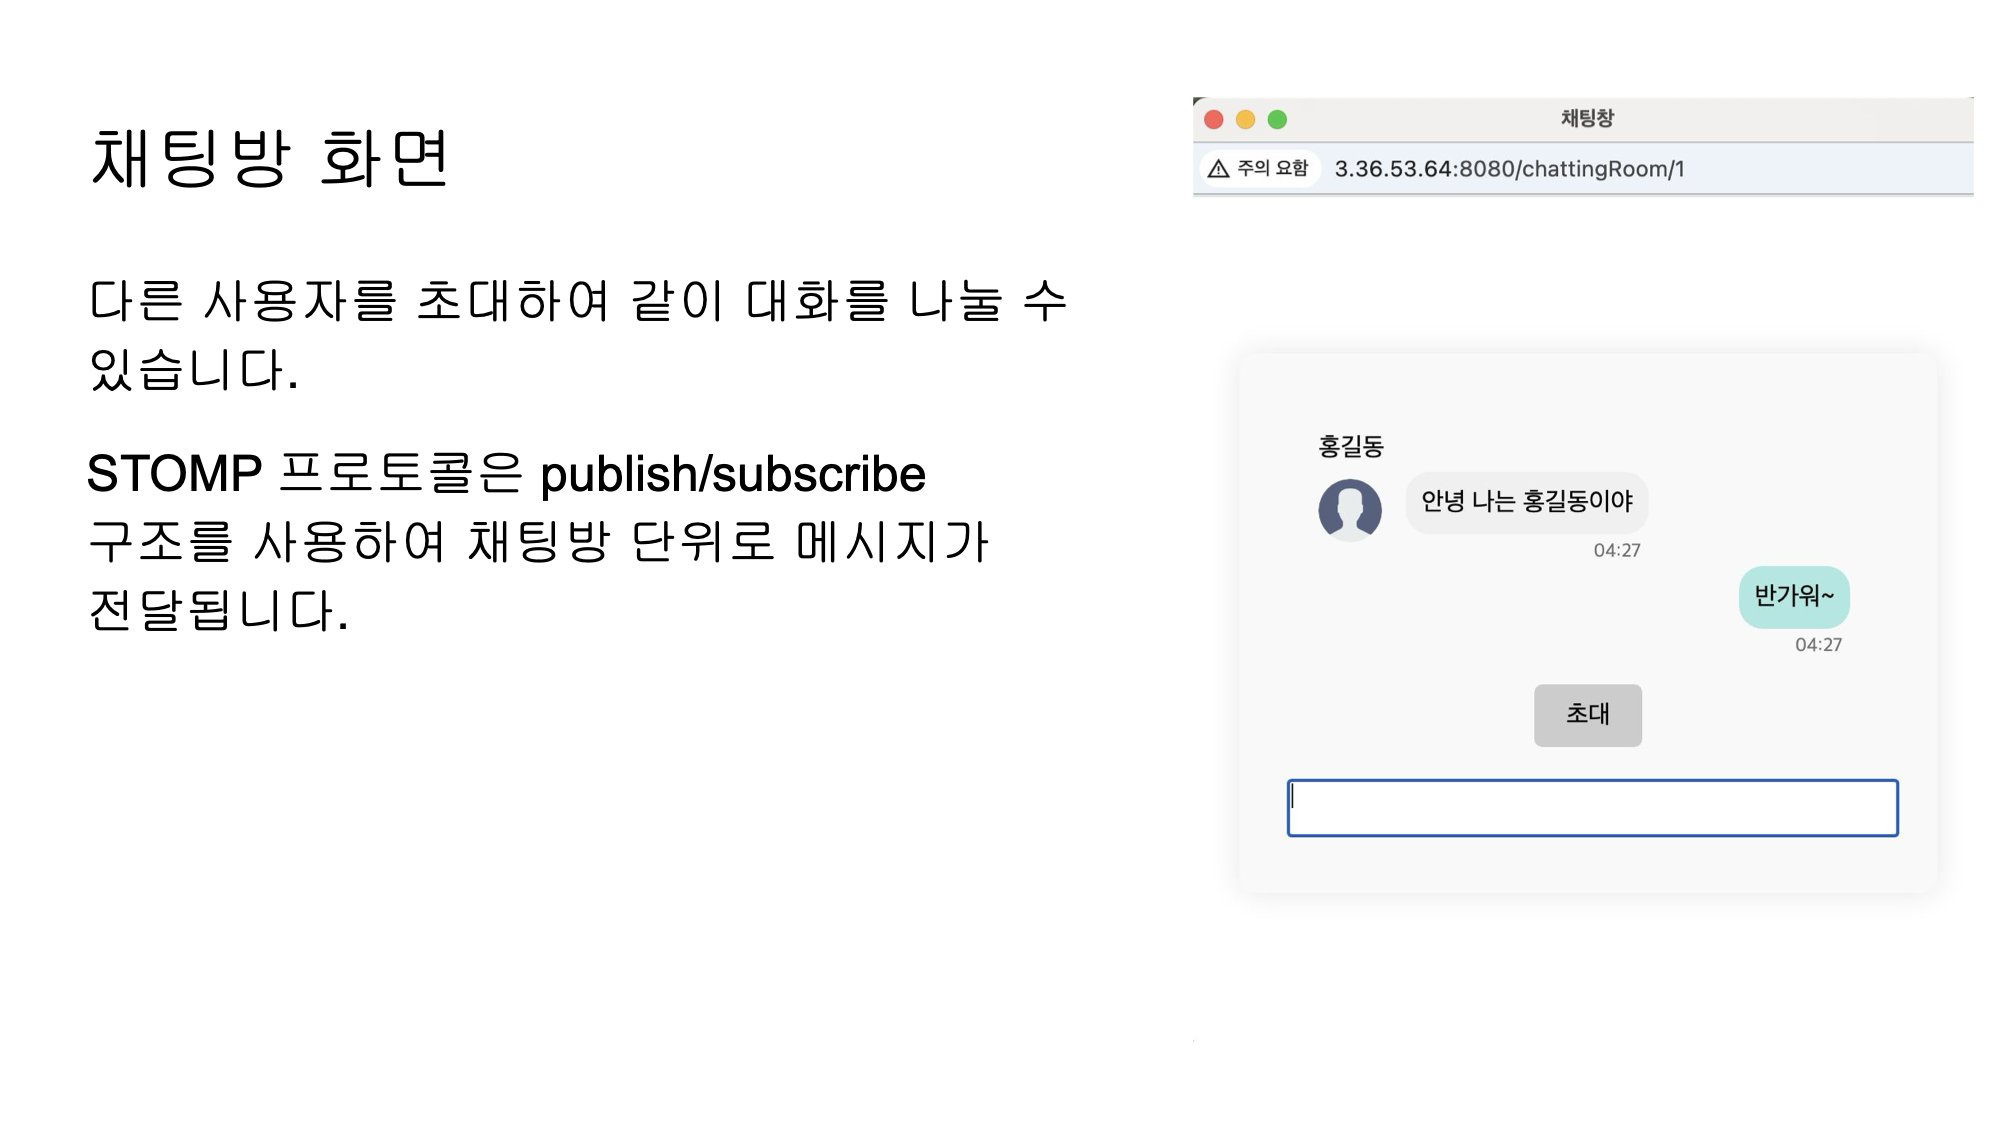 채팅방 화면
다른 사용자를 초대하여 같이 대화를 나눌 수
있습니다.
STOMP 프로토콜은 publish/subscribe
구조를 사용하여 채팅방 단위로 메시지가
전달됩니다.
채팅창
주의 요함 3.36.53.64:8080/chattingRoom/1
홍길동
안녕 나는 홍길동이야
04:27
반가워~
04:27
초대